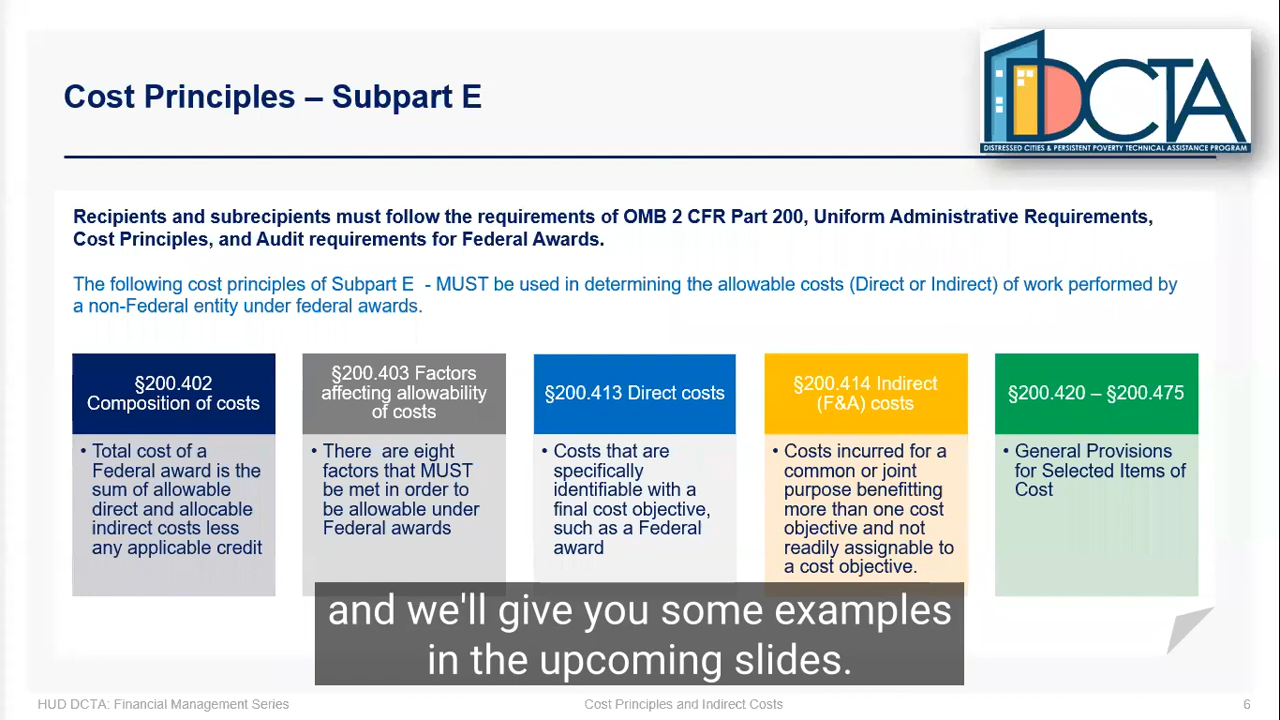 Cost Principles – Subpart E
DCTA
DISTRESSED CITIES & PERSISTENT POVERTY TECHNICAL ASSISTANCE PROGRAM
Recipients and subrecipients must follow the requirements of OMB 2 CFR Part 200, Uniform Administrative Requirements,
Cost Principles, and Audit requirements for Federal Awards.
The following cost principles of Subpart E - MUST be used in determining the allowable costs (Direct or Indirect) of work performed by
a non-Federal entity under federal awards.
§200.402
Composition of costs
• Total cost of a
Federal award is the
sum of allowable
direct and allocable
indirect costs less
any applicable credit
§200.403 Factors
affecting allowability
of costs
• There are eight
factors that MUST
be met in order to
be allowable under
Federal awards
§200.413 Direct costs
• Costs that are
specifically
identifiable with a
final cost objective,
such as a Federal
award
§200.414 Indirect
(F&A) costs
• Costs incurred for a
common or joint
purpose benefitting
more than one cost
objective and not
readily assignable to
a cost objective.
§200.420 – §200.475
• General Provisions
for Selected Items of
Cost
and we'll give you some examples
in the upcoming slides.
HUD DCTA: Financial Management Series
Cost Principles and Indirect Costs
6